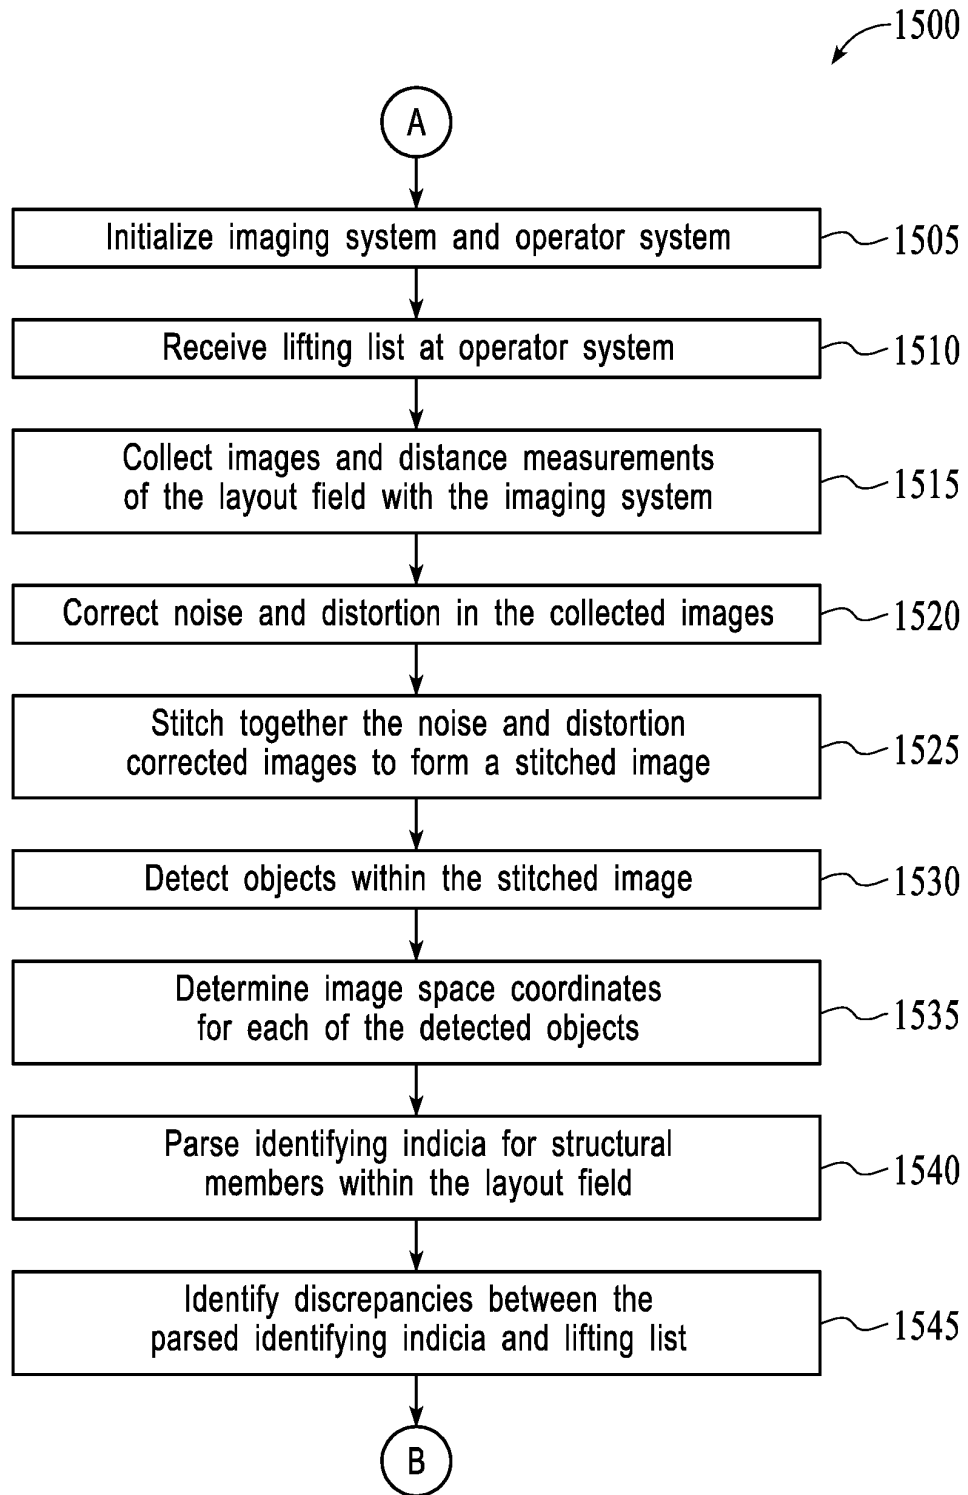 1500
A
Initialize imaging system and operator system
1505
Receive lifting list at operator system
1510
Collect images and distance measurements
of the layout field with the imaging system
1515
Correct noise and distortion in the collected images
1520
Stitch together the noise and distortion
corrected images to form a stitched image
1525
Detect objects within the stitched image
1530
Determine image space coordinates
for each of the detected objects
1535
Parse identifying indicia for structural
members within the layout field
1540
Identify discrepancies between the
parsed identifying indicia and lifting list
1545
B